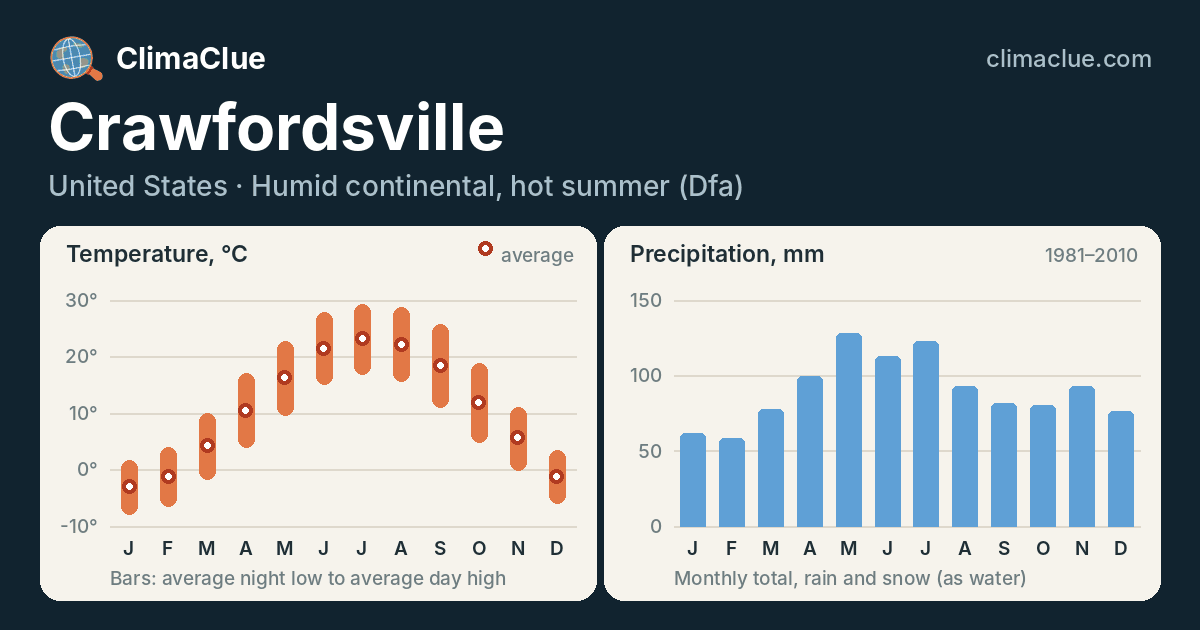 ClimaClue
climaclue.com
Crawfordsville
United States · Humid continental, hot summer (Dfa)
Temperature, °C
average
30°
20°
10°
0°
-10°
J F M A M J J A S O N D
Bars: average night low to average day high
Precipitation, mm
1981–2010
150
100
50
0
J F M A M J J A S O N D
Monthly total, rain and snow (as water)